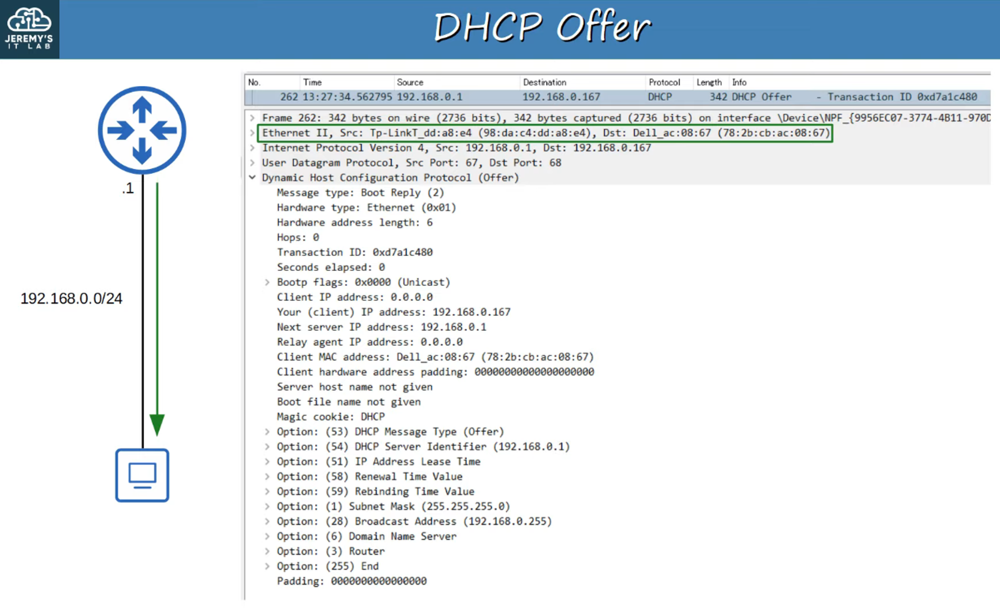 JEREMY'S
IT LAB
DHCP Offer
No. Time Source Destination Protocol Length Info
262 13:27:34.562795 192.168.0.1 192.168.0.167 DHCP 342 DHCP Offer - Transaction ID 0xd7a1c480
Frame 262: 342 bytes on wire (2736 bits), 342 bytes captured (2736 bits) on interface \Device\NPF_{9956EC07-3774-4B11-970D
Ethernet II, Src: Tp-LinkT_dd:a8:e4 (98:da:c4:dd:a8:e4), Dst: Dell_ac:08:67 (78:2b:cb:ac:08:67)
Internet Protocol Version 4, Src: 192.168.0.1, Dst: 192.168.0.167
User Datagram Protocol, Src Port: 67, Dst Port: 68
Dynamic Host Configuration Protocol (Offer)
Message type: Boot Reply (2)
Hardware type: Ethernet (0x01)
Hardware address length: 6
Hops: 0
Transaction ID: 0xd7a1c480
Seconds elapsed: 0
Bootp flags: 0x0000 (Unicast)
Client IP address: 0.0.0.0
Your (client) IP address: 192.168.0.167
Next server IP address: 192.168.0.1
Relay agent IP address: 0.0.0.0
Client MAC address: Dell_ac:08:67 (78:2b:cb:ac:08:67)
Client hardware address padding: 00000000000000000000
Server host name not given
Boot file name not given
Magic cookie: DHCP
Option: (53) DHCP Message Type (Offer)
Option: (54) DHCP Server Identifier (192.168.0.1)
Option: (51) IP Address Lease Time
Option: (58) Renewal Time Value
Option: (59) Rebinding Time Value
Option: (1) Subnet Mask (255.255.255.0)
Option: (28) Broadcast Address (192.168.0.255)
Option: (6) Domain Name Server
Option: (3) Router
Option: (255) End
Padding: 0000000000000000
.1
192.168.0.0/24